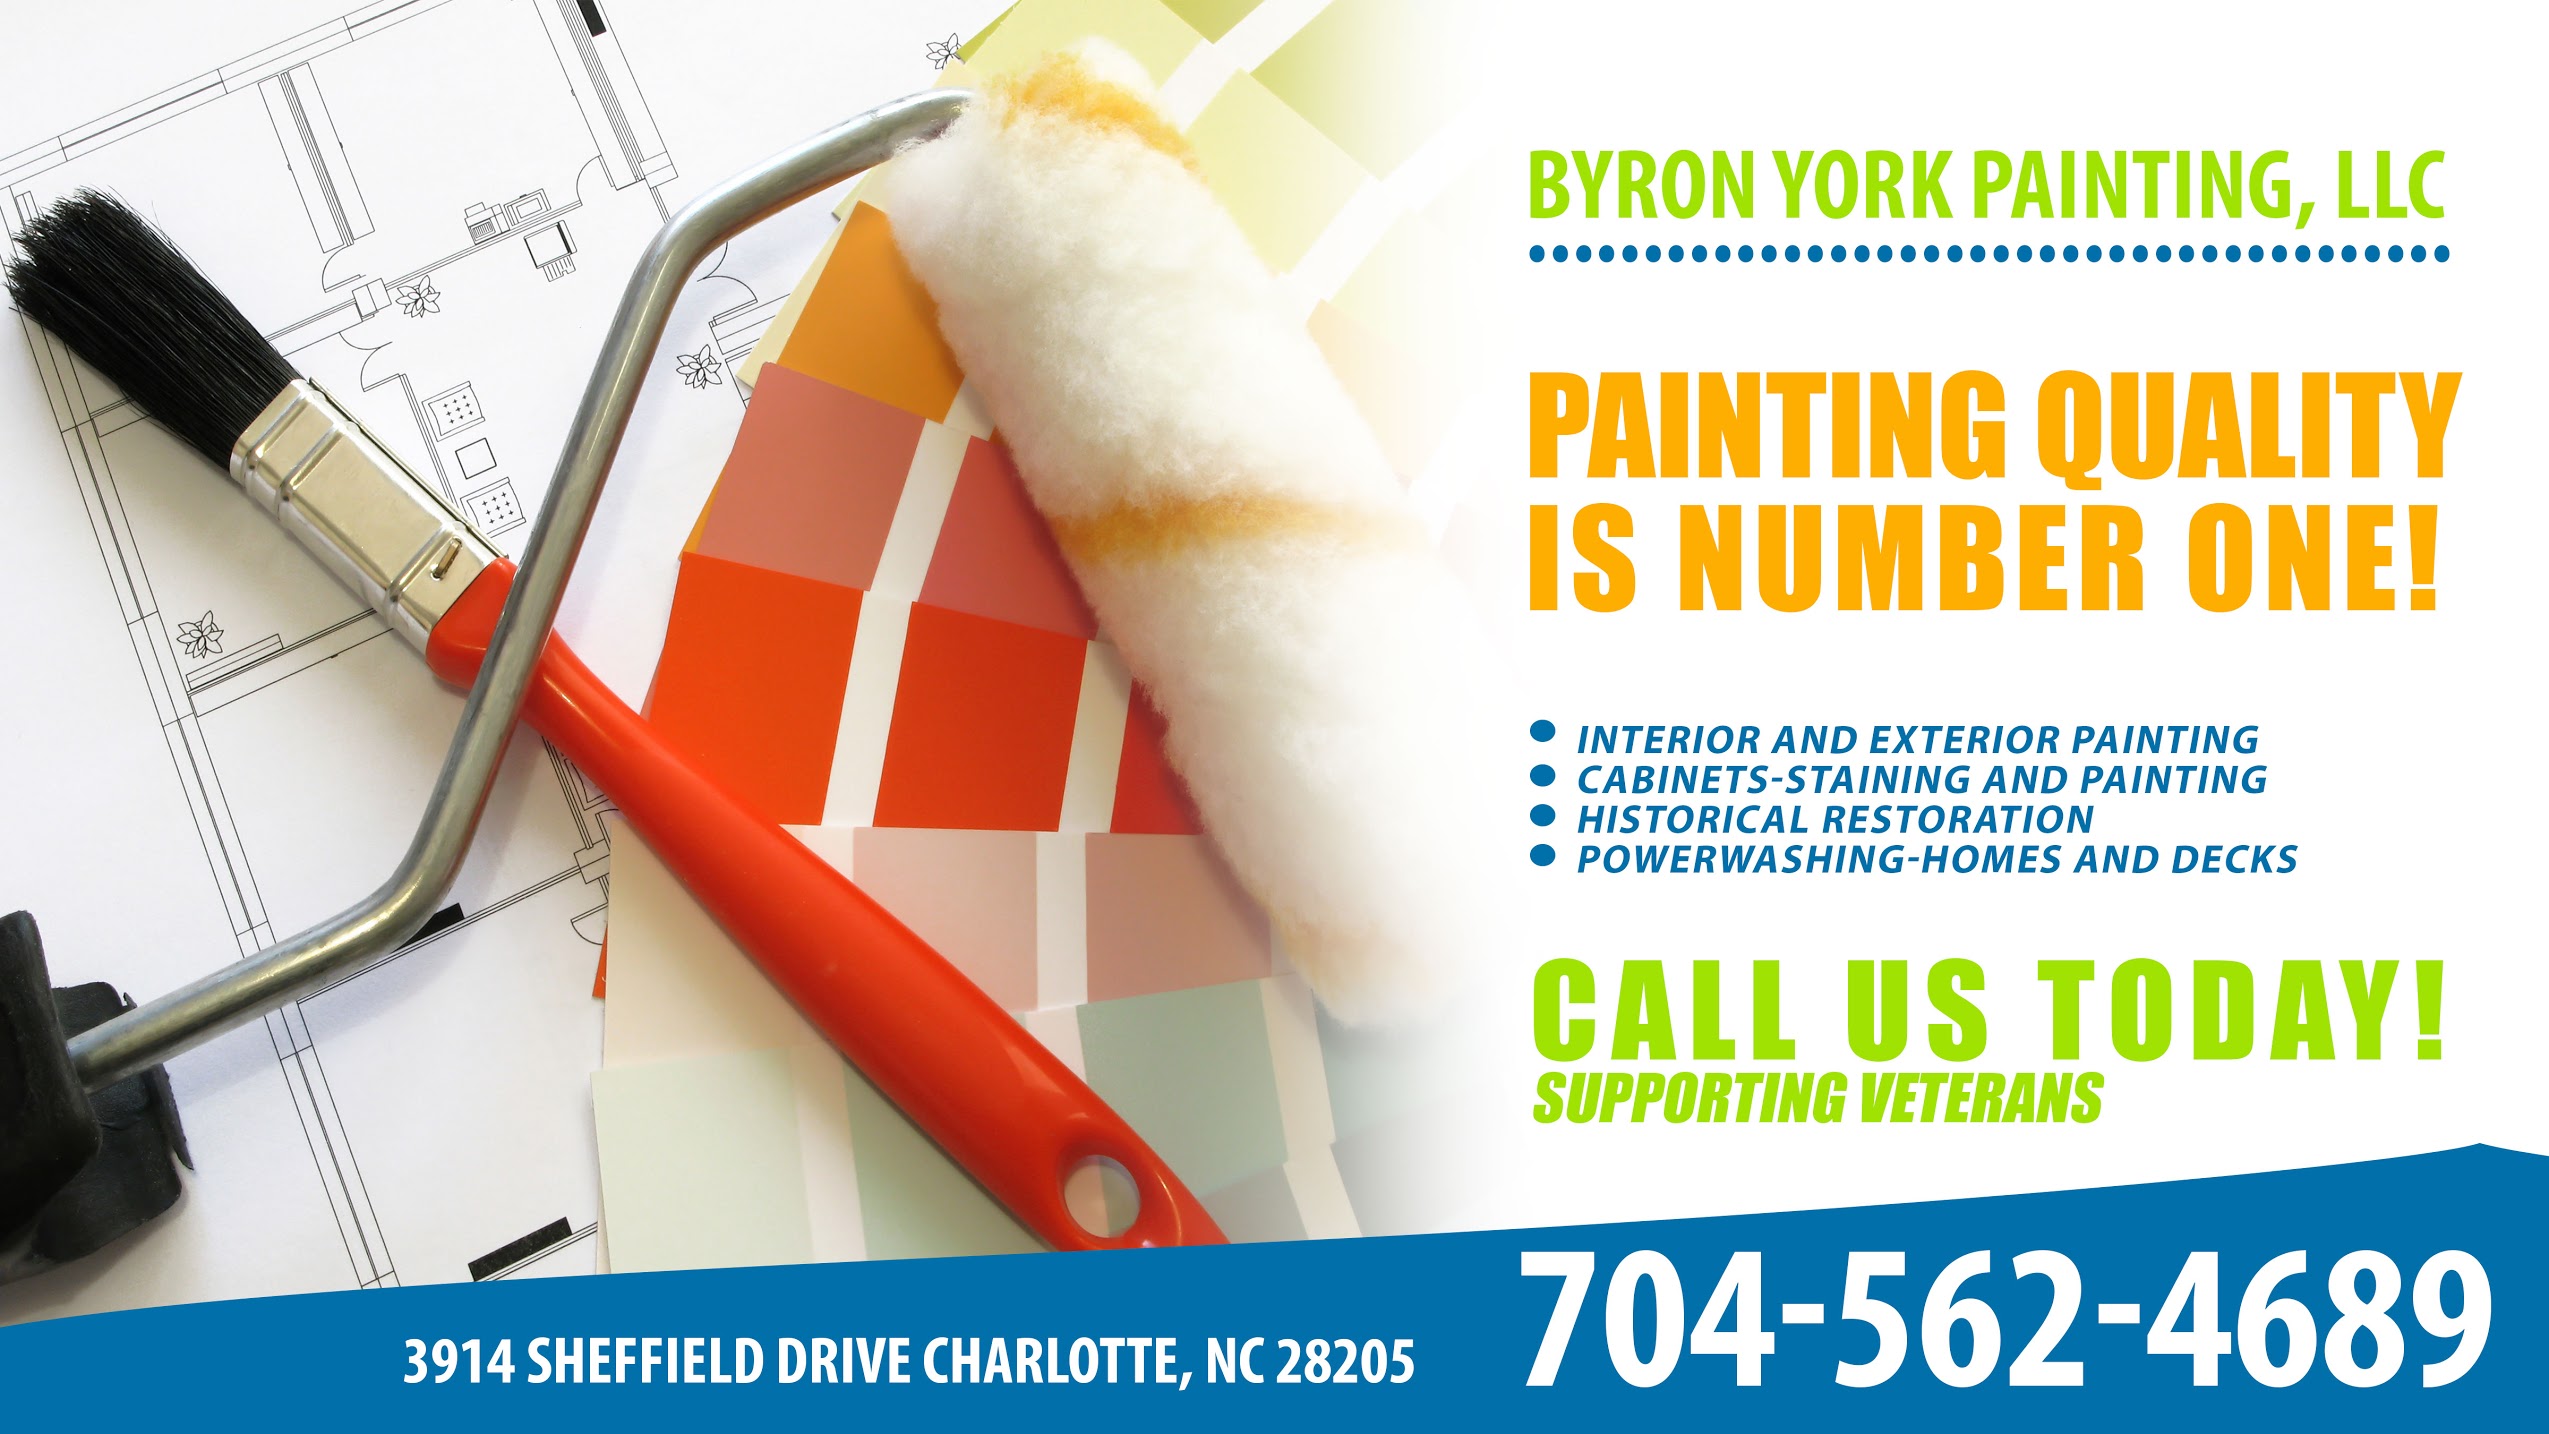 BYRON YORK PAINTING, LLC
PAINTING QUALITY
IS NUMBER ONE!
• INTERIOR AND EXTERIOR PAINTING
• CABINETS-STAINING AND PAINTING
• HISTORICAL RESTORATION
• POWERWASHING-HOMES AND DECKS
CALL US TODAY!
SUPPORTING VETERANS
704-562-4689
3914 SHEFFIELD DRIVE CHARLOTTE, NC 28205